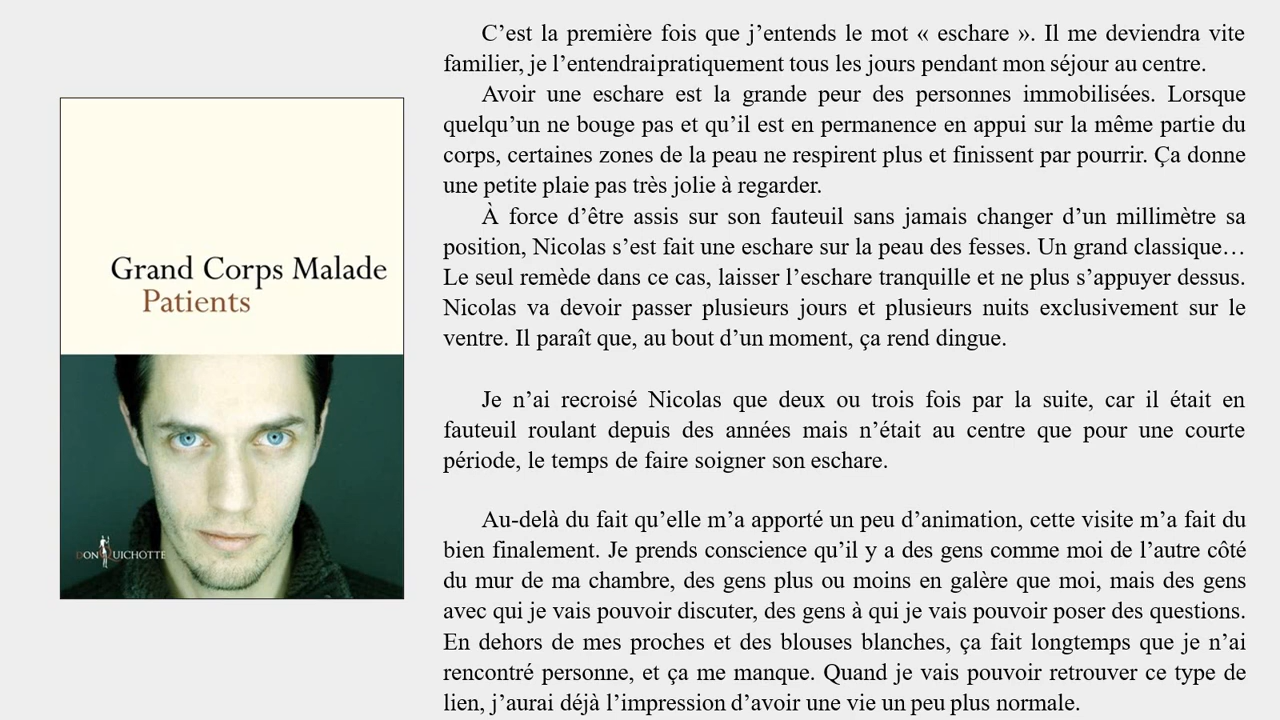 Grand Corps Malade
Patients
DON QUICHOTTE
C’est la première fois que j’entends le mot « eschare ». Il me deviendra vite
familier, je l’entendraipratiquement tous les jours pendant mon séjour au centre.
Avoir une eschare est la grande peur des personnes immobilisées. Lorsque
quelqu’un ne bouge pas et qu’il est en permanence en appui sur la même partie du
corps, certaines zones de la peau ne respirent plus et finissent par pourrir. Ça donne
une petite plaie pas très jolie à regarder.
À force d’être assis sur son fauteuil sans jamais changer d’un millimètre sa
position, Nicolas s’est fait une eschare sur la peau des fesses. Un grand classique…
Le seul remède dans ce cas, laisser l’eschare tranquille et ne plus s’appuyer dessus.
Nicolas va devoir passer plusieurs jours et plusieurs nuits exclusivement sur le
ventre. Il paraît que, au bout d’un moment, ça rend dingue.
Je n’ai recroisé Nicolas que deux ou trois fois par la suite, car il était en
fauteuil roulant depuis des années mais n’était au centre que pour une courte
période, le temps de faire soigner son eschare.
Au-delà du fait qu’elle m’a apporté un peu d’animation, cette visite m’a fait du
bien finalement. Je prends conscience qu’il y a des gens comme moi de l’autre côté
du mur de ma chambre, des gens plus ou moins en galère que moi, mais des gens
avec qui je vais pouvoir discuter, des gens à qui je vais pouvoir poser des questions.
En dehors de mes proches et des blouses blanches, ça fait longtemps que je n’ai
rencontré personne, et ça me manque. Quand je vais pouvoir retrouver ce type de
lien, j’aurai déjà l’impression d’avoir une vie un peu plus normale.